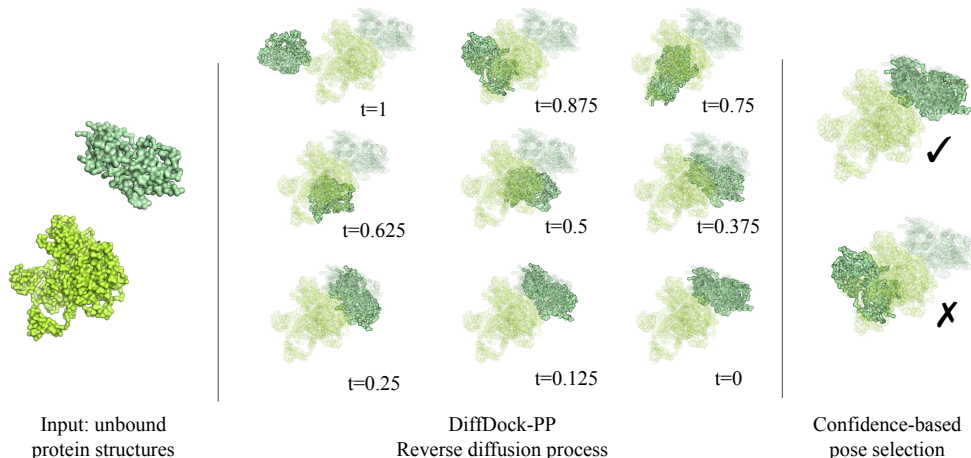 t=1
t=0.875
t=0.75
t=0.625
t=0.5
t=0.375
t=0.25
t=0.125
t=0
✓
✗
Input: unbound
protein structures
DiffDock-PP
Reverse diffusion process
Confidence-based
pose selection